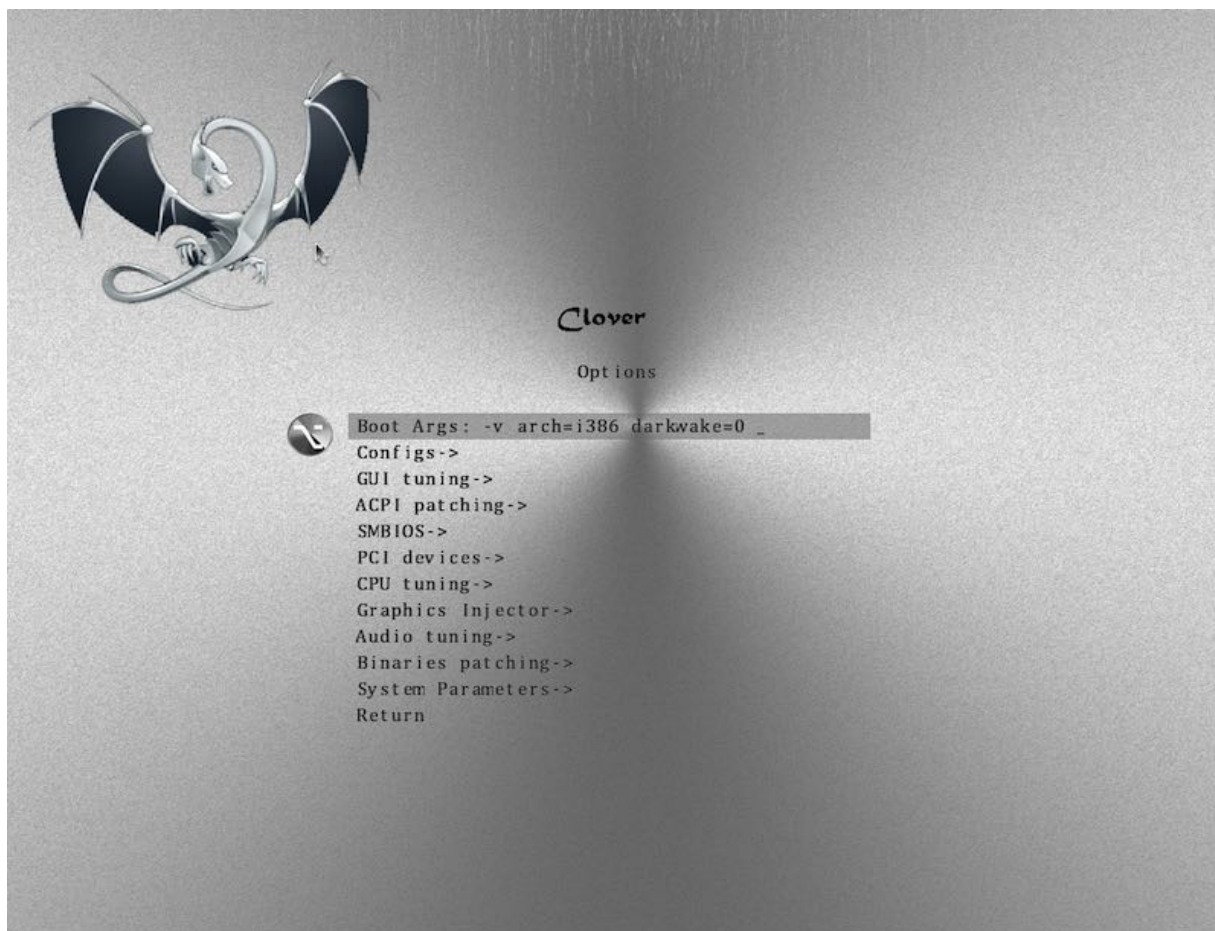 Clover
Options
Boot Args: -v arch=i386 darkwake=0 _
Configs->
GUI tuning->
ACPI patching->
SMBIOS->
PCI devices->
CPU tuning->
Graphics Injector->
Audio tuning->
Binaries patching->
System Parameters->
Return